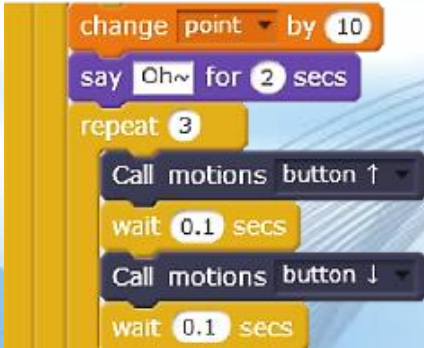 change point by 10
say Oh~ for 2 secs
repeat 3
Call motions button ↑
wait 0.1 secs
Call motions button ↓
wait 0.1 secs